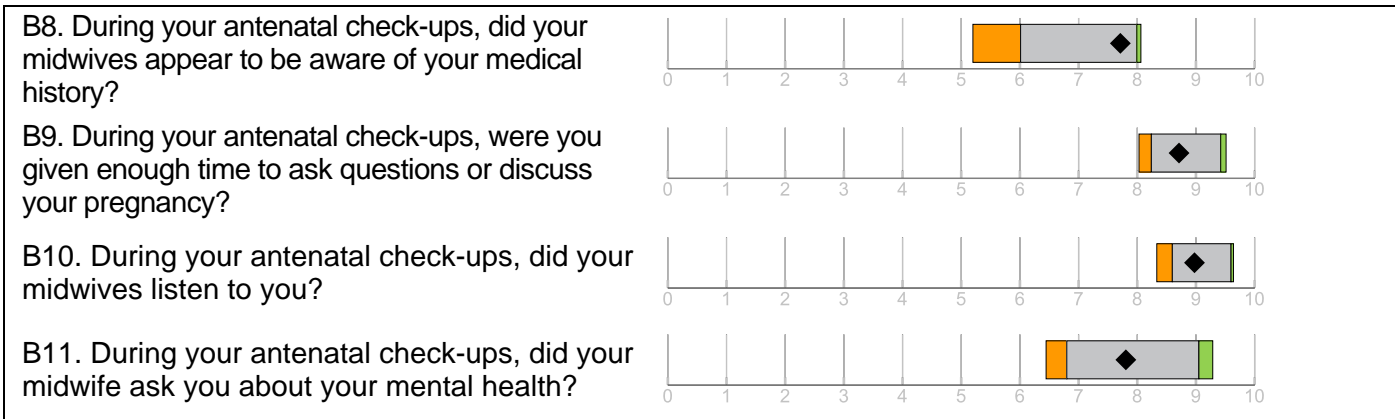 B8. During your antenatal check-ups, did your
midwives appear to be aware of your medical
history?
0 1 2 3 4 5 6 7 8 9 10
B9. During your antenatal check-ups, were you
given enough time to ask questions or discuss
your pregnancy?
0 1 2 3 4 5 6 7 8 9 10
B10. During your antenatal check-ups, did your
midwives listen to you?
0 1 2 3 4 5 6 7 8 9 10
B11. During your antenatal check-ups, did your
midwife ask you about your mental health?
0 1 2 3 4 5 6 7 8 9 10